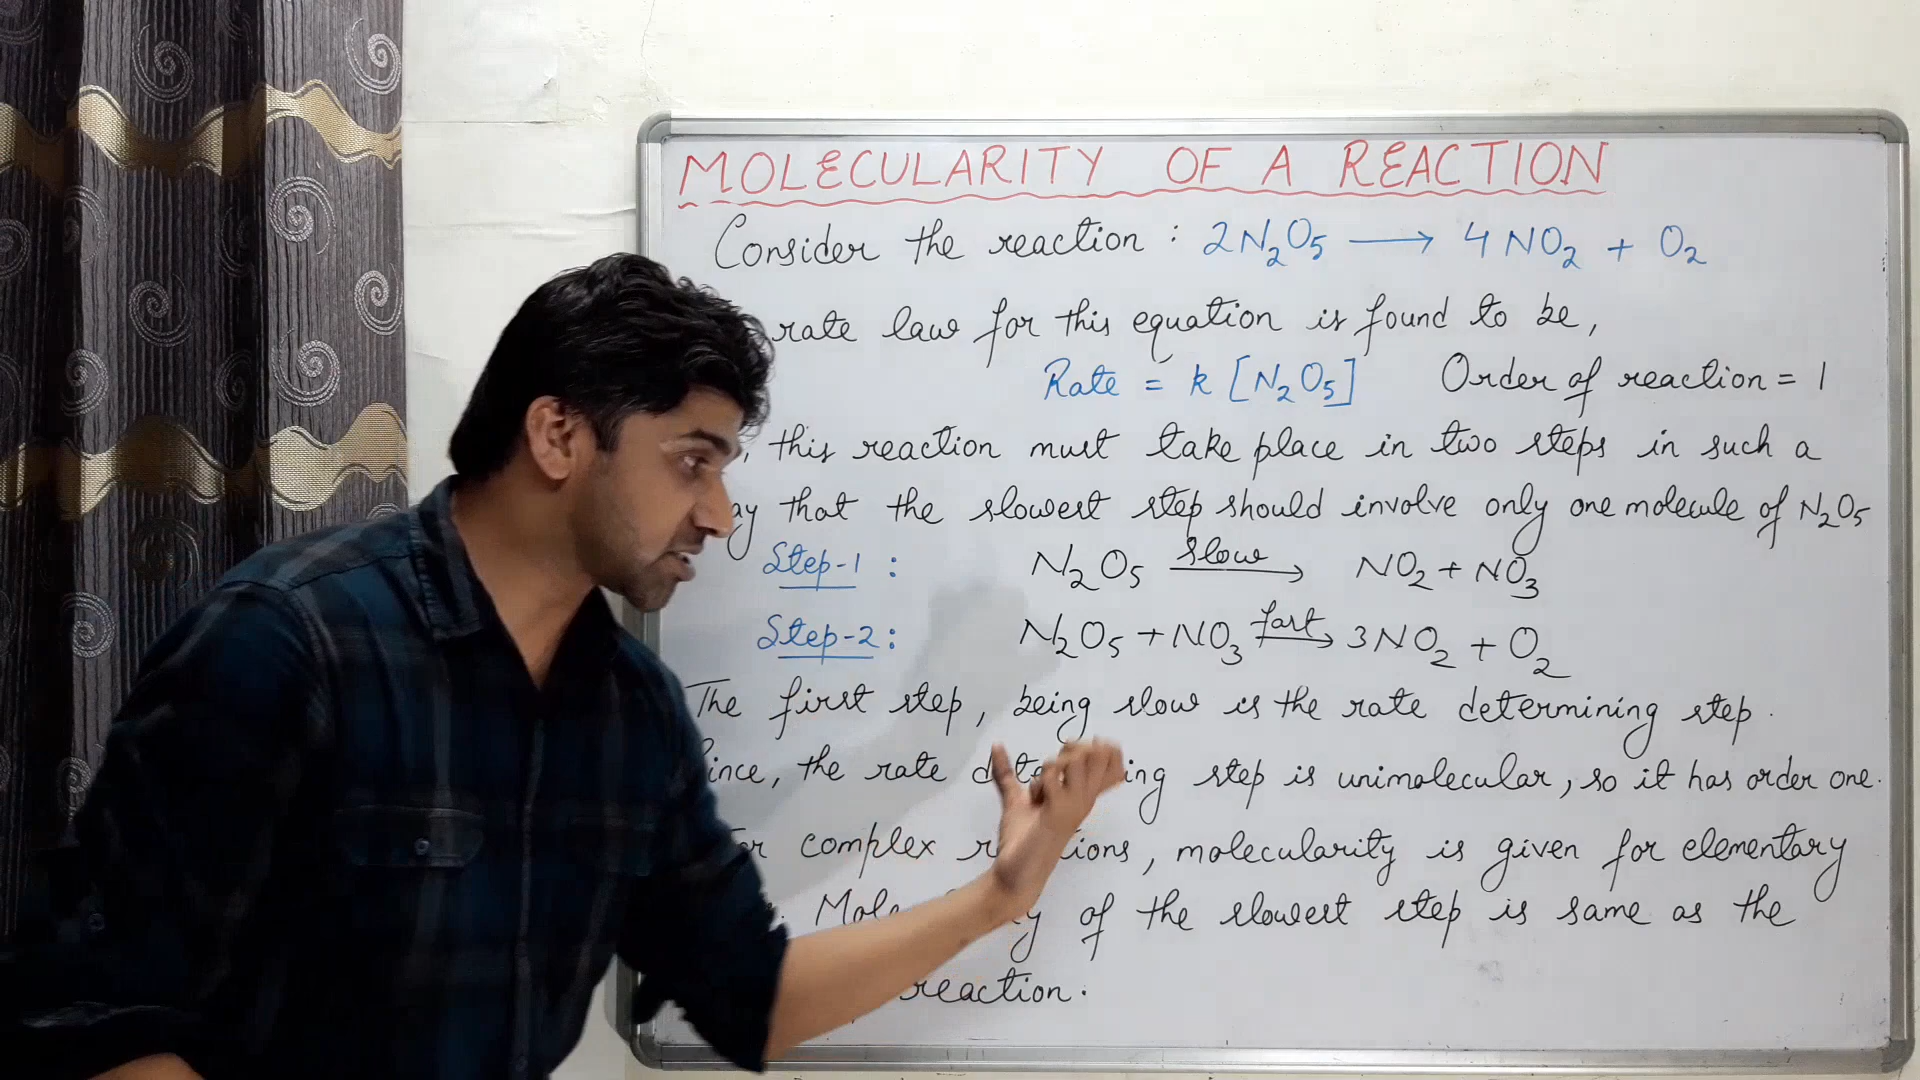 MOLECULARITY OF A REACTION
Consider the reaction : 2N₂O₅ ⟶ 4NO₂ + O₂
rate law for this equation is found to be,
Rate = k [N₂O₅] Order of reaction = 1
, this reaction must take place in two steps in such a
that the slowest step should involve only one molecule of N₂O₅
Step-1 : N₂O₅ slow ⟶ NO₂ + NO₃
Step-2 : N₂O₅ + NO₃ fast ⟶ 3NO₂ + O₂
The first step, being slow is the rate determining step.
the rate step is unimolecular, so it has order one.
complex , molecularity is given for elementary
of the slowest step is same as the
reaction.